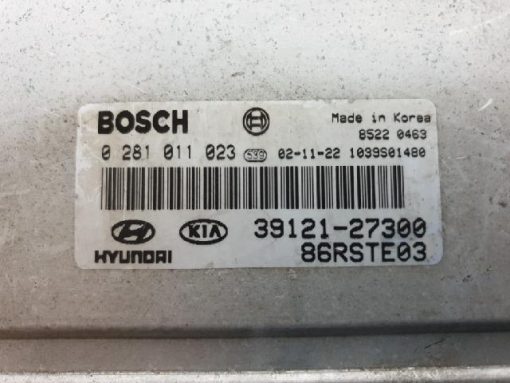 BOSCH Made in Korea
8522 0463
0 281 011 023 539 02-11-22 1039S01480
KIA 39121-27300
HYUNDAI 86RSTE03